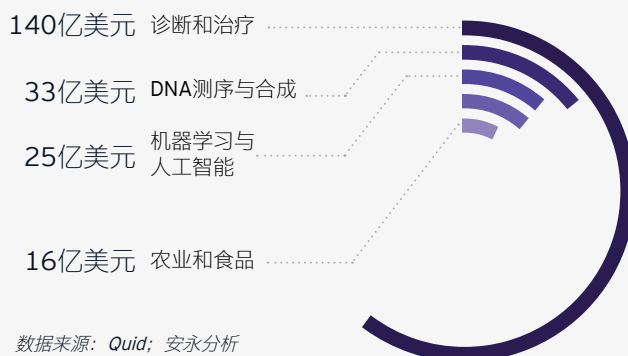 140亿美元 诊断和治疗
33亿美元 DNA测序与合成
25亿美元 机器学习与
人工智能
16亿美元 农业和食品
数据来源：Quid；安永分析